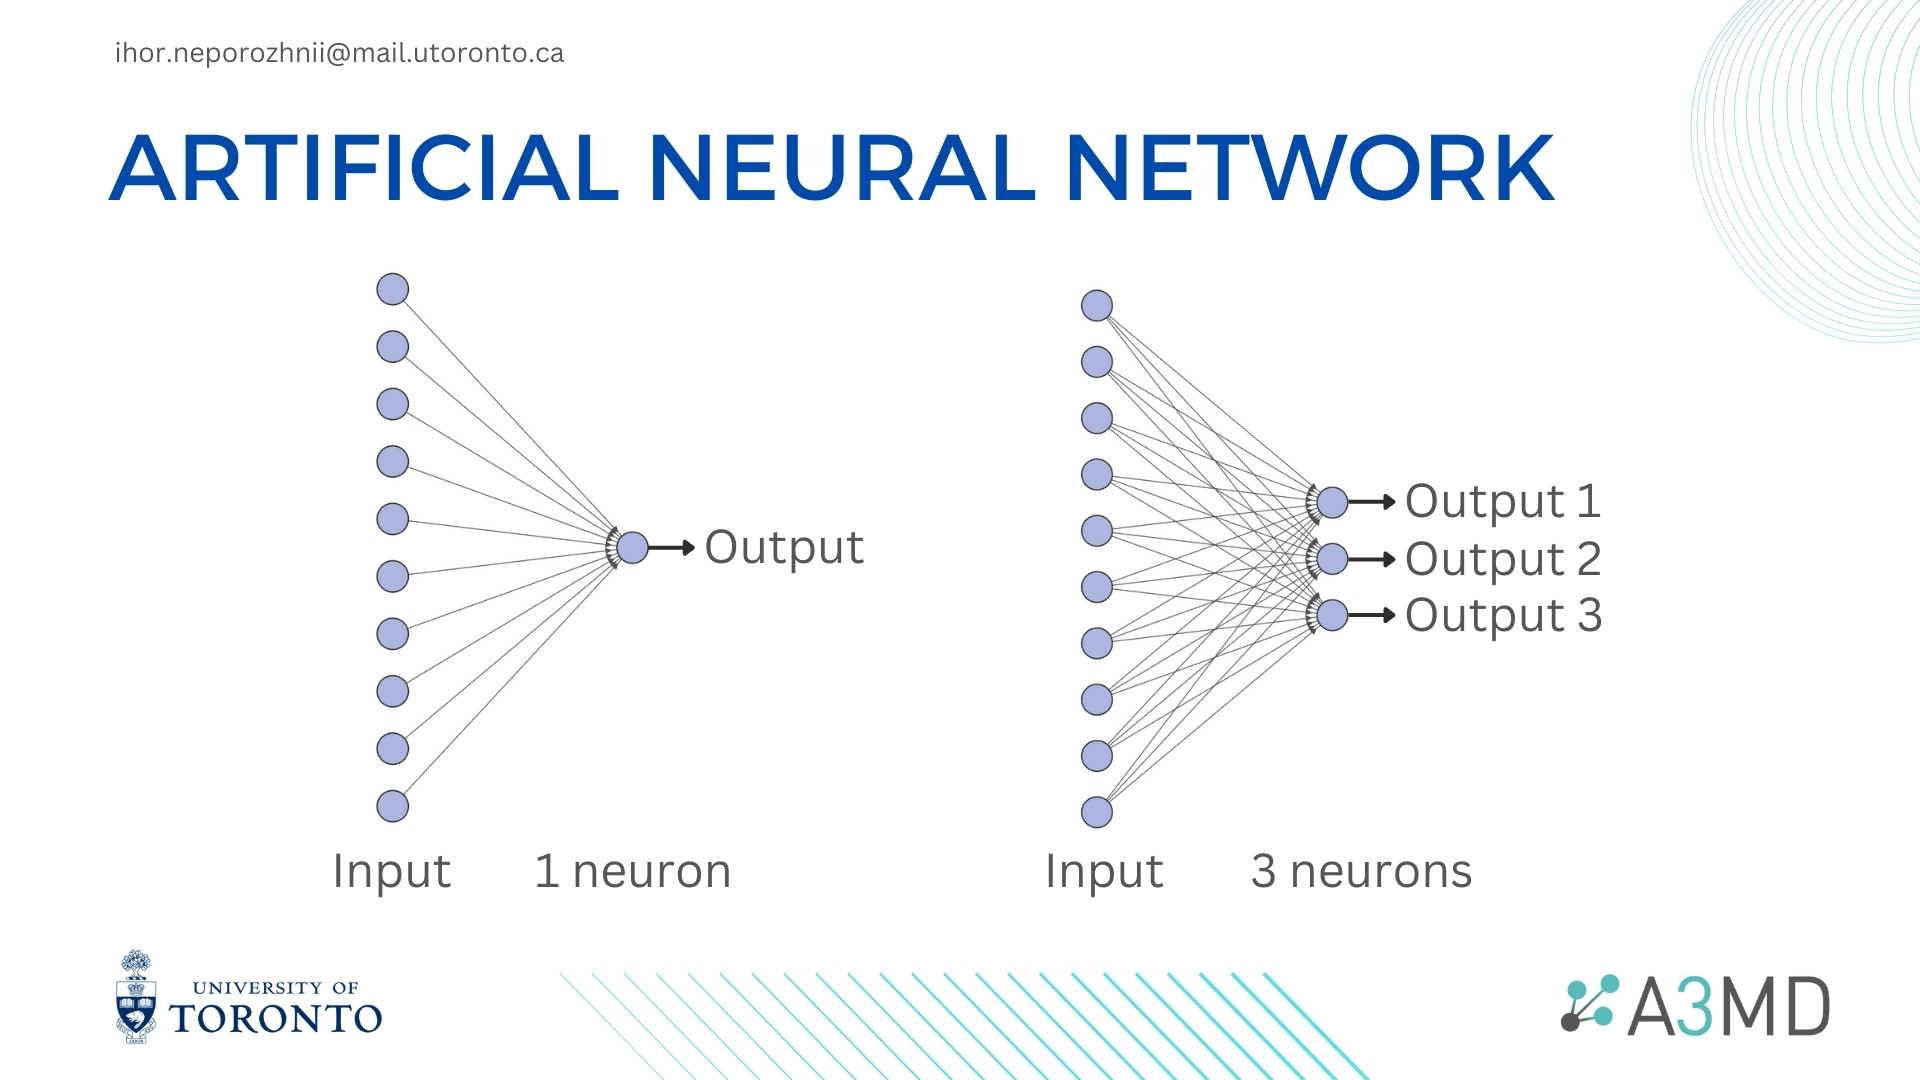 ihor.neporozhnii@mail.utoronto.ca
ARTIFICIAL NEURAL NETWORK
Output
Input
1 neuron
Output 1
Output 2
Output 3
Input
3 neurons
UNIVERSITY OF
TORONTO
A3MD